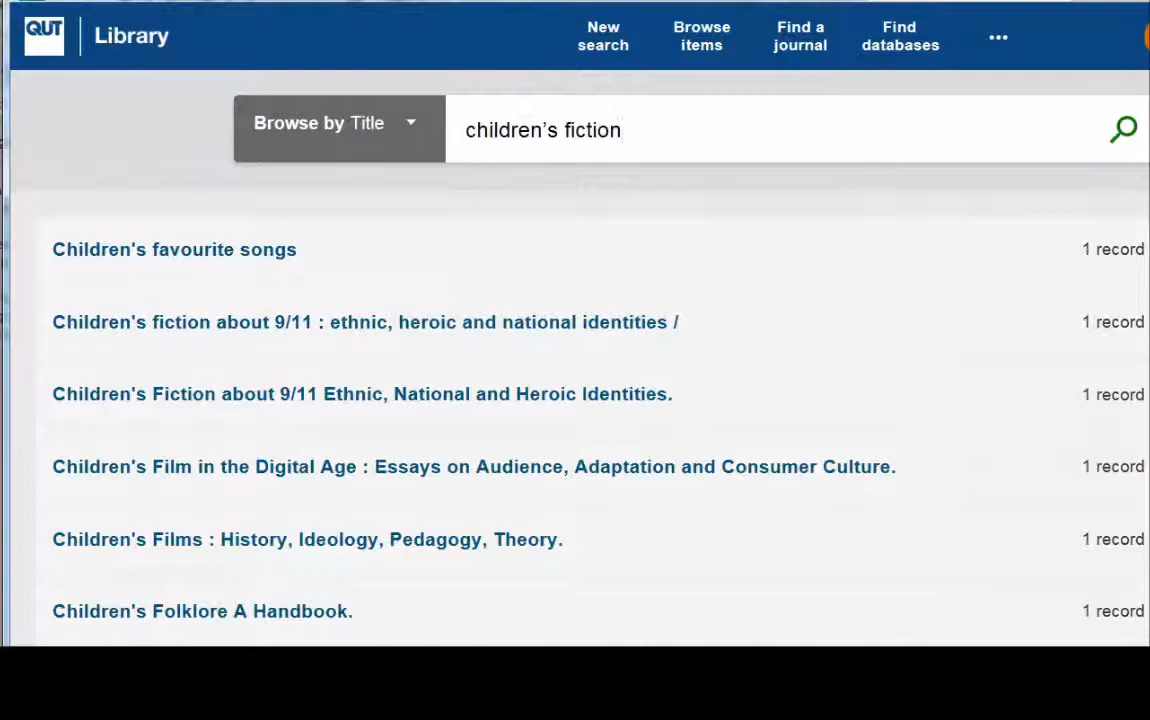 QUT Library
New search
Browse items
Find a journal
Find databases
...
Browse by Title
children's fiction
Children's favourite songs 1 record
Children's fiction about 9/11 : ethnic, heroic and national identities / 1 record
Children's Fiction about 9/11 Ethnic, National and Heroic Identities. 1 record
Children's Film in the Digital Age : Essays on Audience, Adaptation and Consumer Culture. 1 record
Children's Films : History, Ideology, Pedagogy, Theory. 1 record
Children's Folklore A Handbook. 1 record